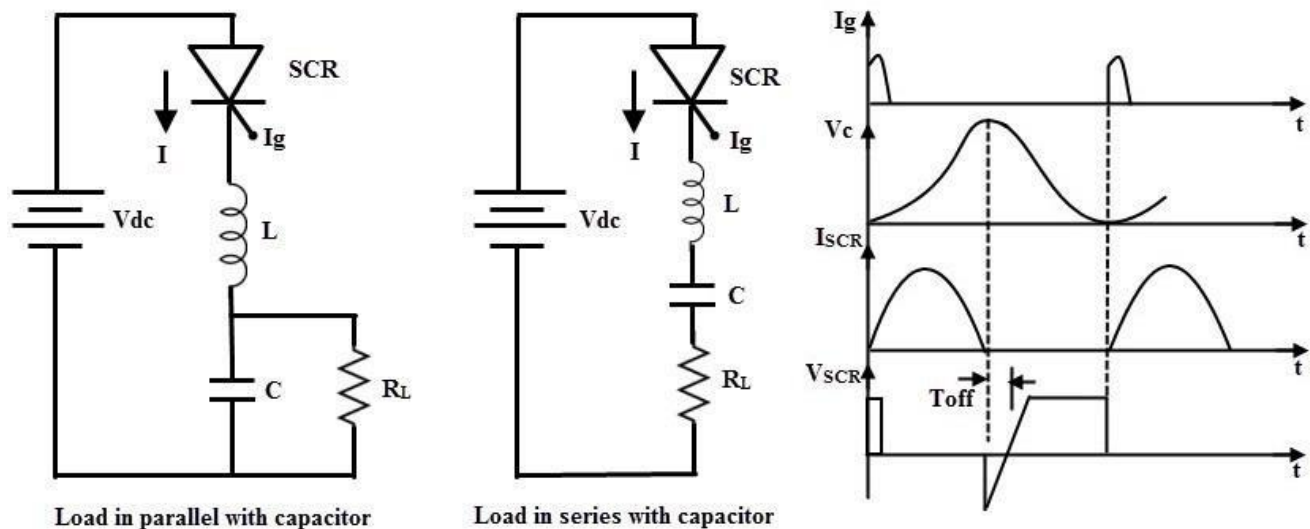 SCR
I
Ig
Vdc
L
C
RL
Load in parallel with capacitor
SCR
I
Ig
Vdc
L
C
RL
Load in series with capacitor
Ig
t
Vc
t
ISCR
t
VSCR
Toff
t